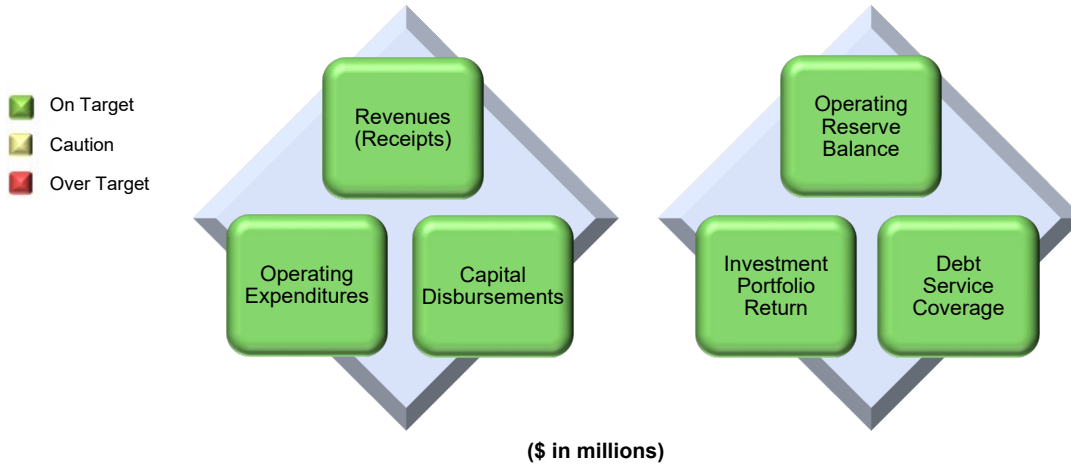 On Target
Caution
Over Target
Revenues
(Receipts)
Operating
Expenditures
Capital
Disbursements
Operating
Reserve
Balance
Investment
Portfolio
Return
Debt
Service
Coverage
($ in millions)